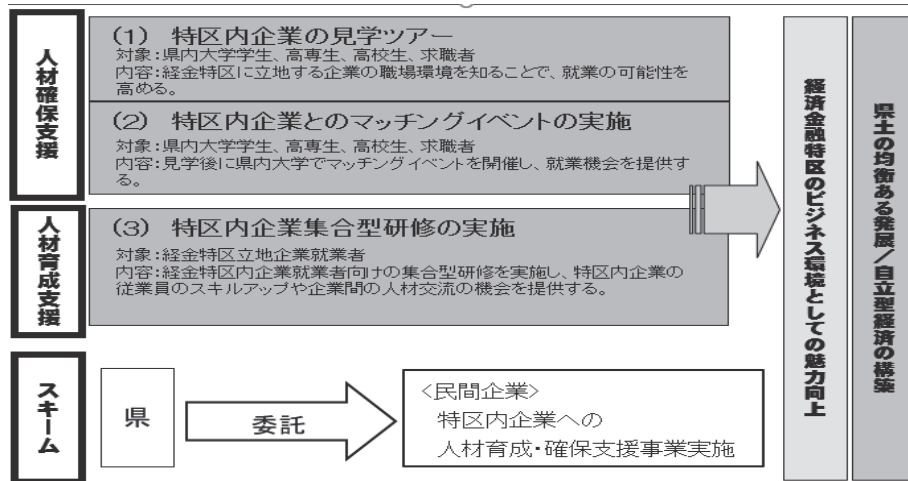 人材確保支援
(1) 特区内企業の見学ツアー
対象：県内大学学生、高専生、高校生、求職者
内容：経金特区に立地する企業の職場環境を知ることで、就業の可能性を
高める。
(2) 特区内企業とのマッチングイベントの実施
対象：県内大学学生、高専生、高校生、求職者
内容：見学後に県内大学でマッチングイベントを開催し、就業機会を提供す
る。
人材育成支援
(3) 特区内企業集合型研修の実施
対象：経金特区立地企業就業者
内容：経金特区内企業就業者向けの集合型研修を実施し、特区内企業の
従業員のスキルアップや企業間の人材交流の機会を提供する。
スキーム
県
委託
＜民間企業＞
特区内企業への
人材育成・確保支援事業実施
経済金融特区のビジネス環境としての魅力向上
県土の均衡ある発展／自立型経済の構築